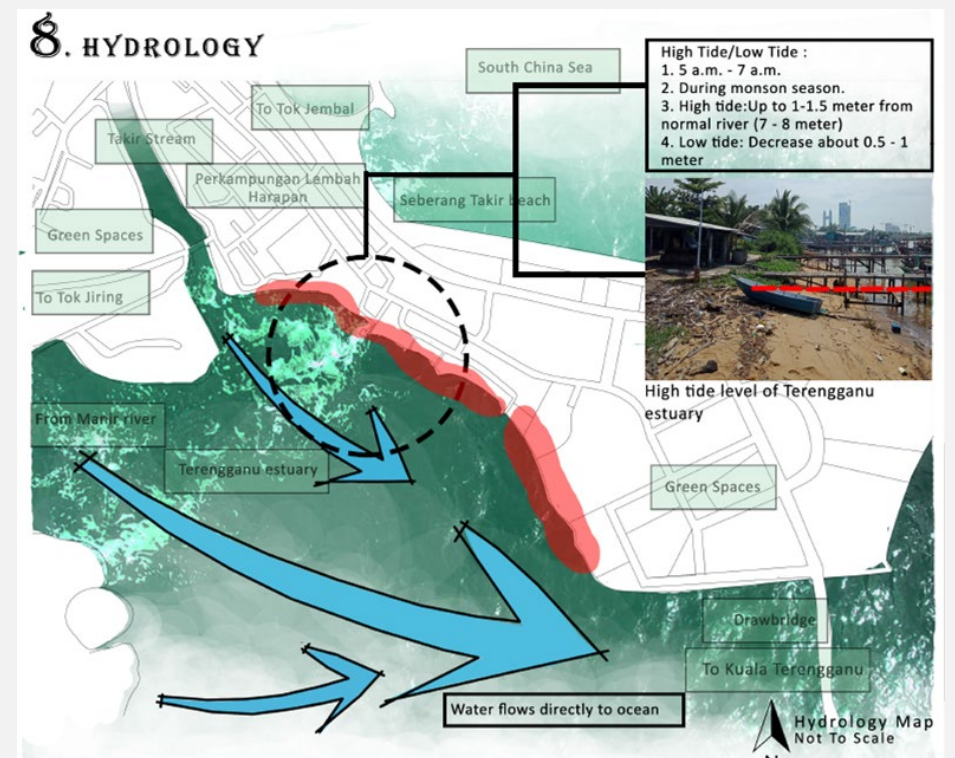 8. HYDROLOGY
South China Sea
To Tok Jembal
Takir Stream
Perkampungan Lembah
Harapan
Seberang Takir beach
Green Spaces
To Tok Jiring
High Tide/Low Tide :
1. 5 a.m. - 7 a.m.
2. During monson season.
3. High tide:Up to 1-1.5 meter from
normal river (7 - 8 meter)
4. Low tide: Decrease about 0.5 - 1
meter
High tide level of Terengganu
estuary
From Manir river
Terengganu estuary
Green Spaces
Drawbridge
To Kuala Terengganu
Water flows directly to ocean
Hydrology Map
Not To Scale
N